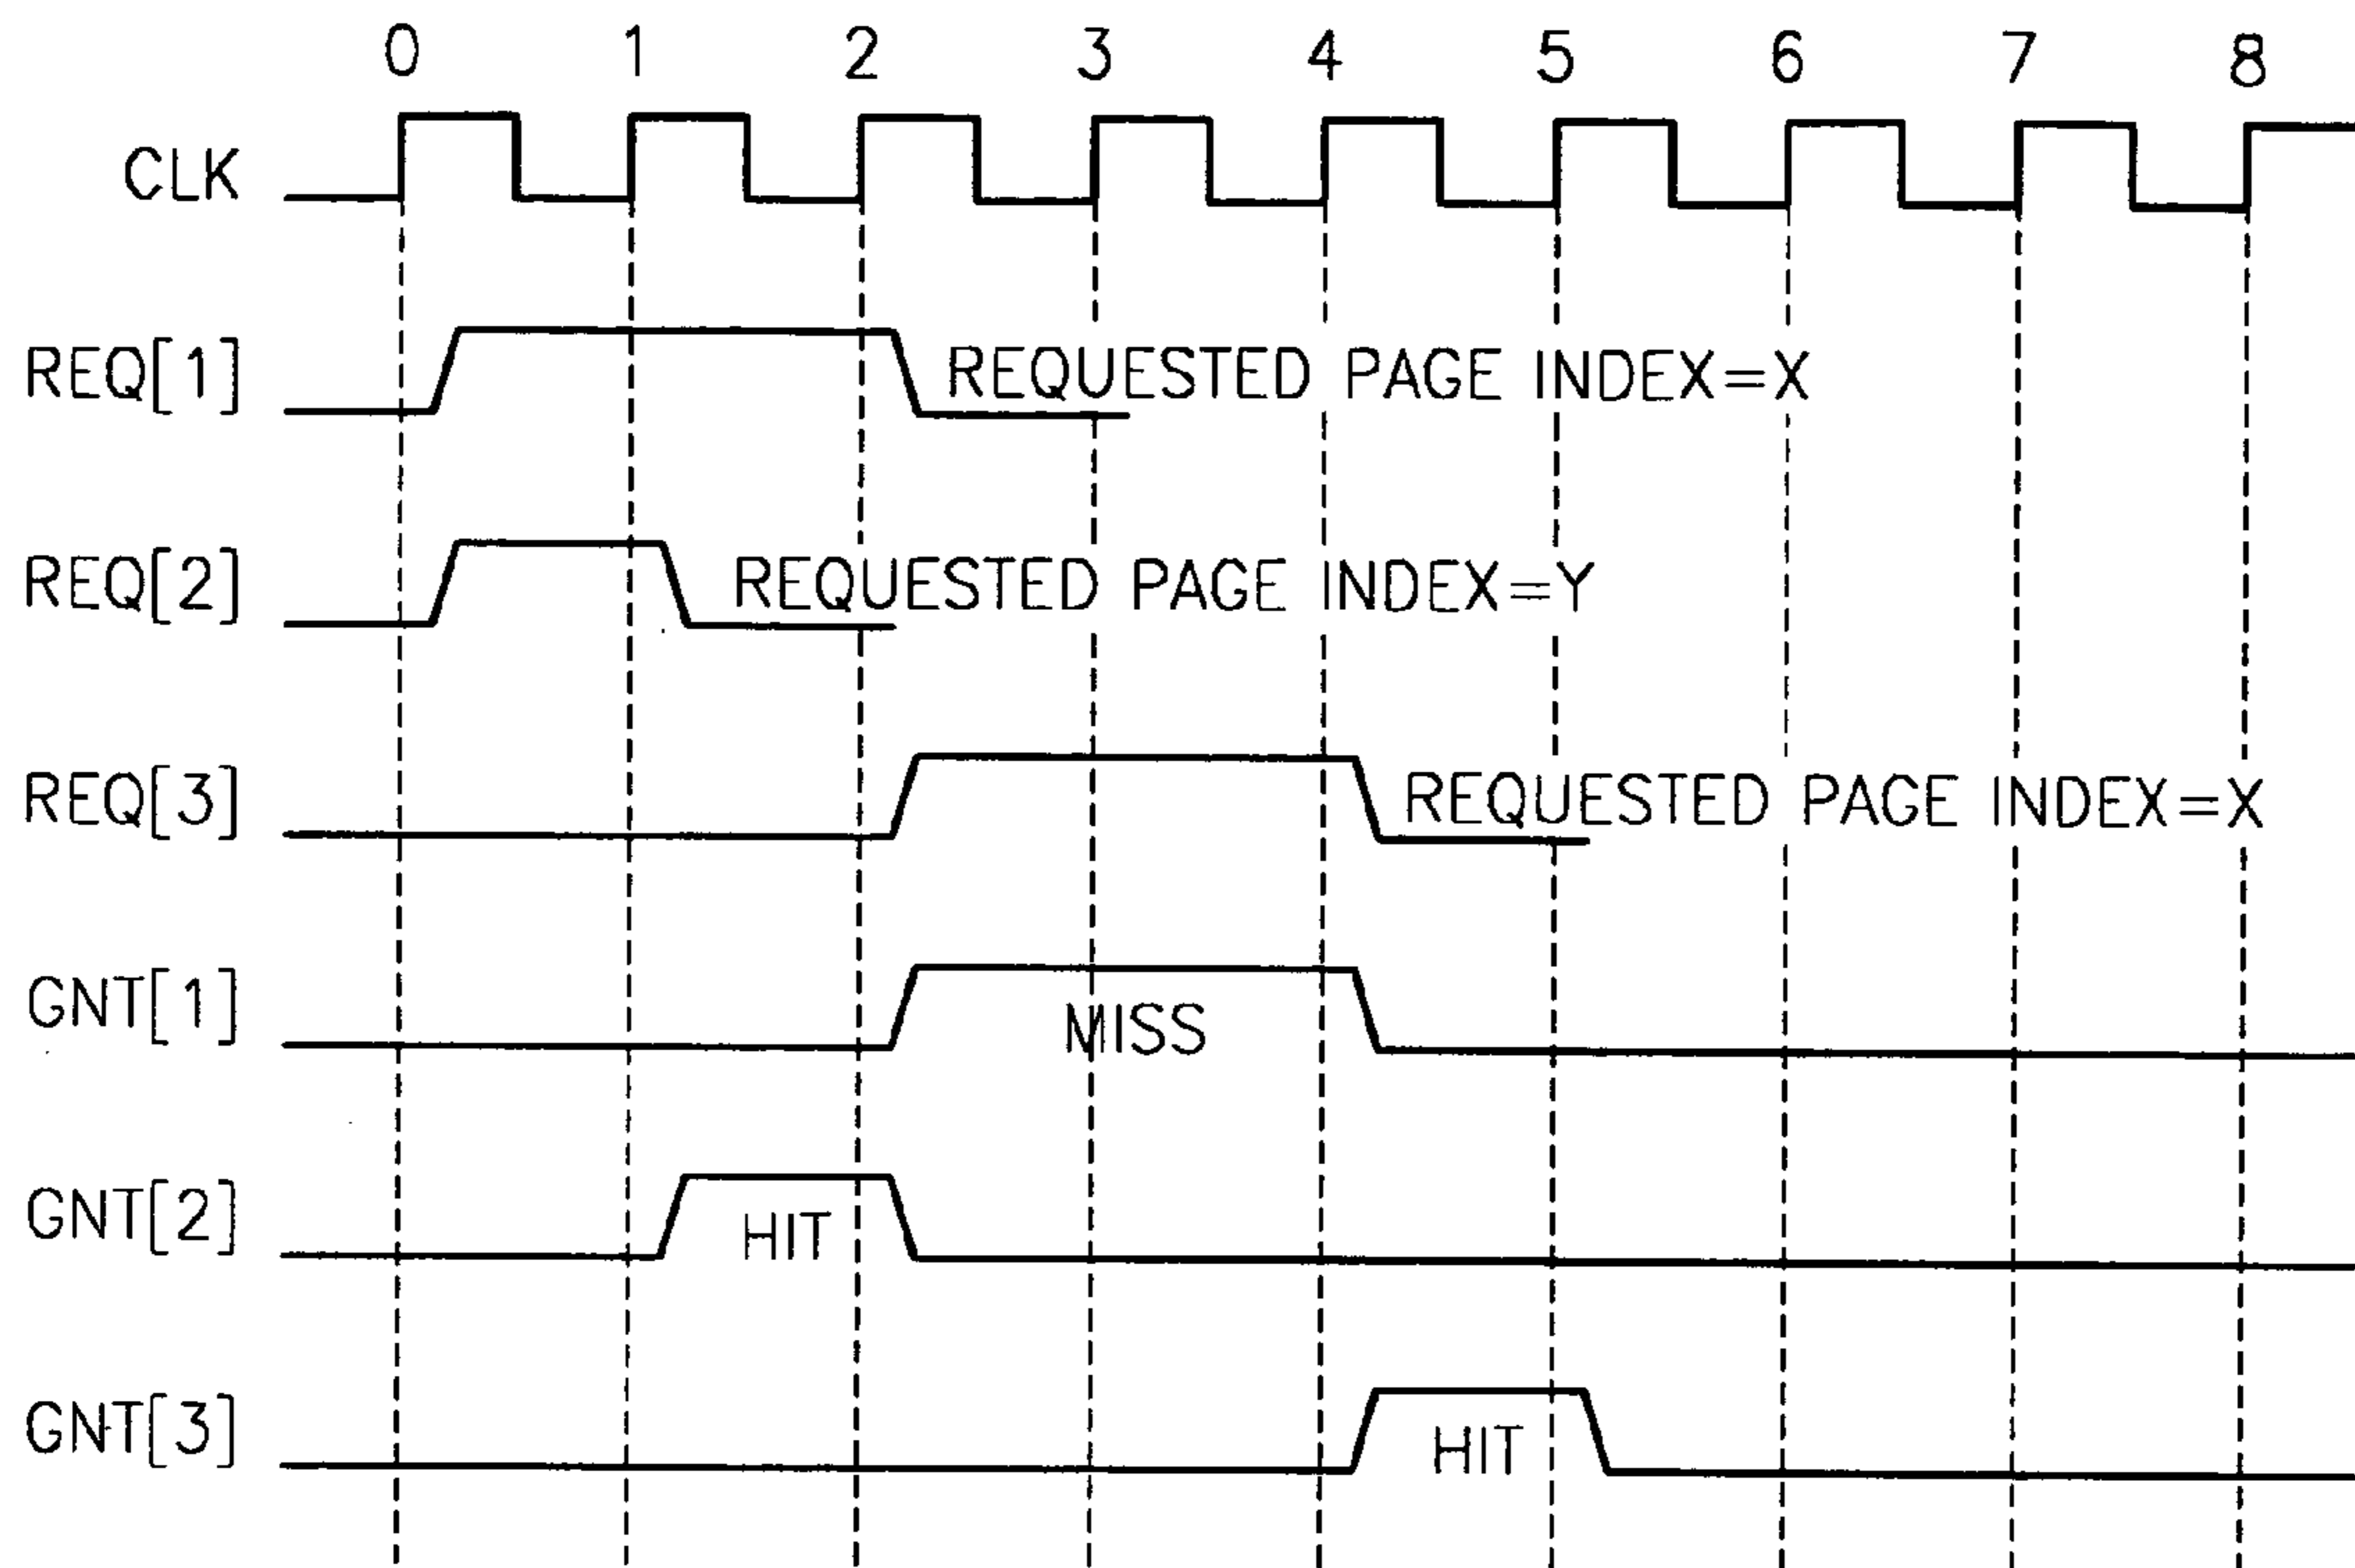 0 1 2 3 4 5 6 7 8
CLK
REQ[1] REQUESTED PAGE INDEX=X
REQ[2] REQUESTED PAGE INDEX=Y
REQ[3] REQUESTED PAGE INDEX=X
GNT[1] MISS
GNT[2] HIT
GNT[3] HIT